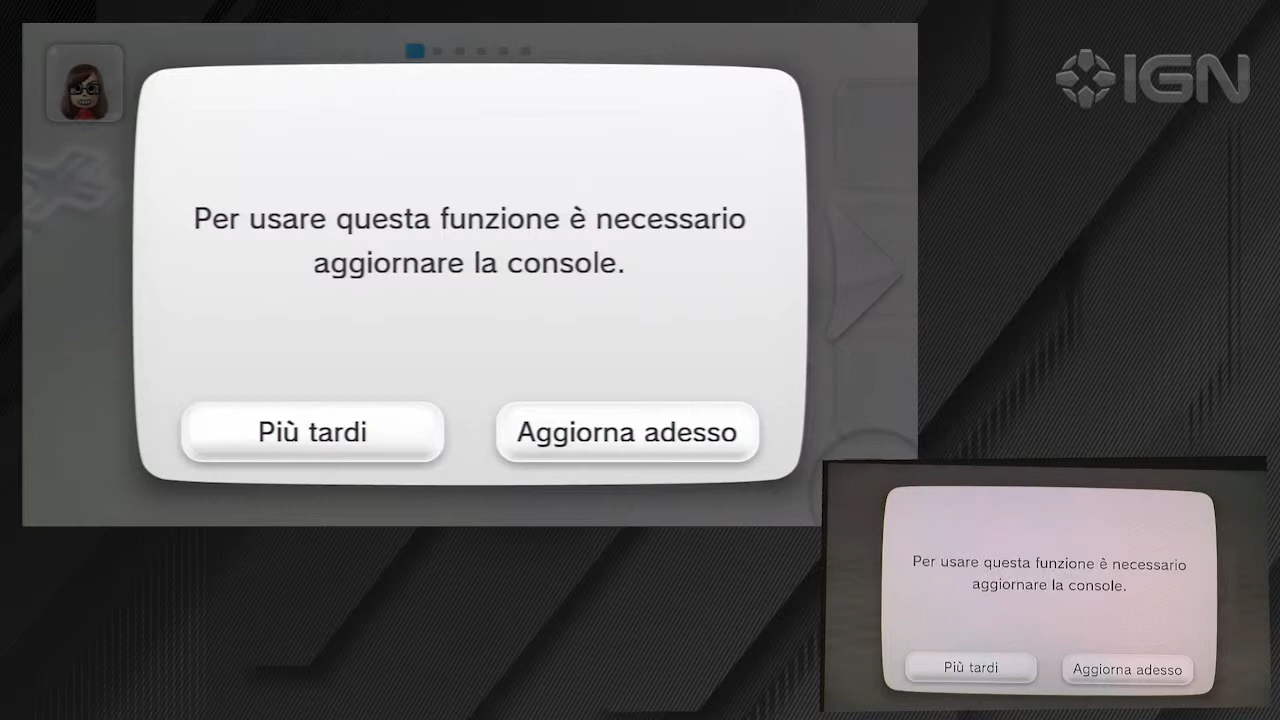 IGN
Per usare questa funzione è necessario
aggiornare la console.
Più tardi
Aggiorna adesso
Per usare questa funzione è necessario
aggiornare la console.
Più tardi
Aggiorna adesso